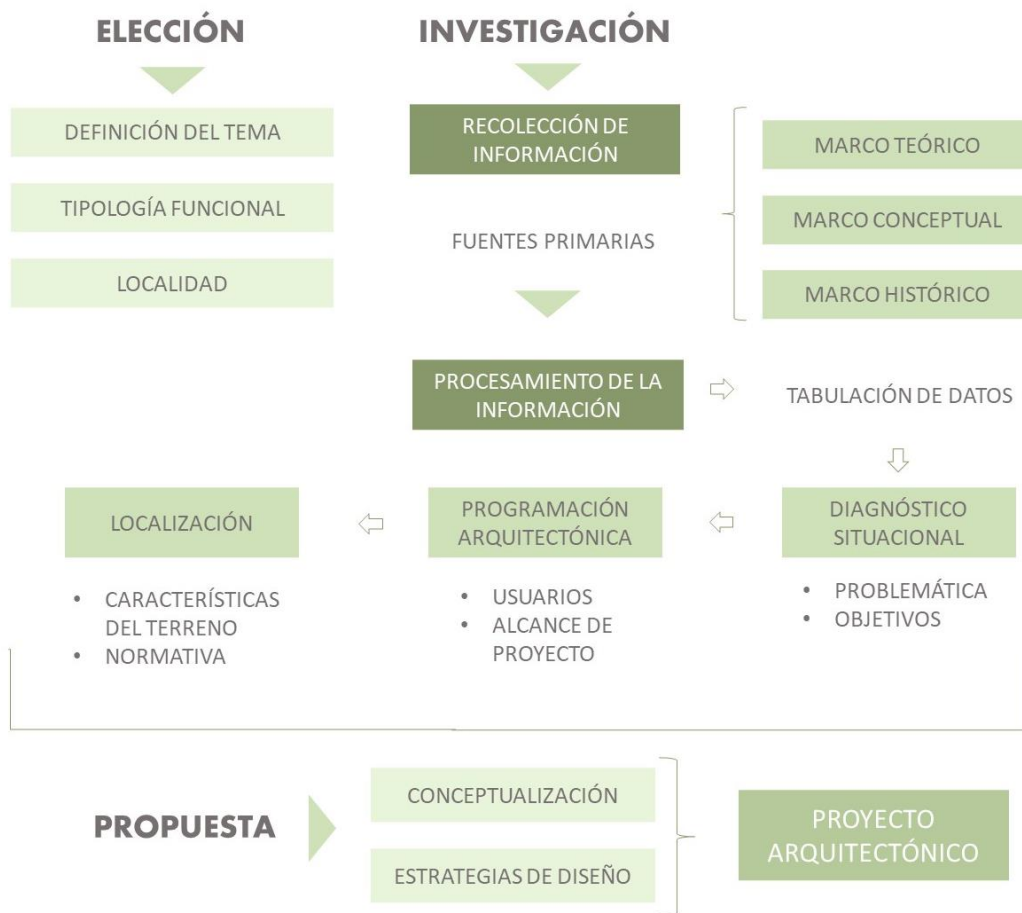 ELECCIÓN
DEFINICIÓN DEL TEMA
TIPOLOGÍA FUNCIONAL
LOCALIDAD
INVESTIGACIÓN
RECOLECCIÓN DE
INFORMACIÓN
FUENTES PRIMARIAS
MARCO TEÓRICO
MARCO CONCEPTUAL
MARCO HISTÓRICO
PROCESAMIENTO DE LA
INFORMACIÓN
TABULACIÓN DE DATOS
DIAGNÓSTICO
SITUACIONAL
• PROBLEMÁTICA
• OBJETIVOS
PROGRAMACIÓN
ARQUITECTÓNICA
• USUARIOS
• ALCANCE DE
PROYECTO
LOCALIZACIÓN
• CARACTERÍSTICAS
DEL TERRENO
• NORMATIVA
PROPUESTA
CONCEPTUALIZACIÓN
ESTRATEGIAS DE DISEÑO
PROYECTO
ARQUITECTÓNICO